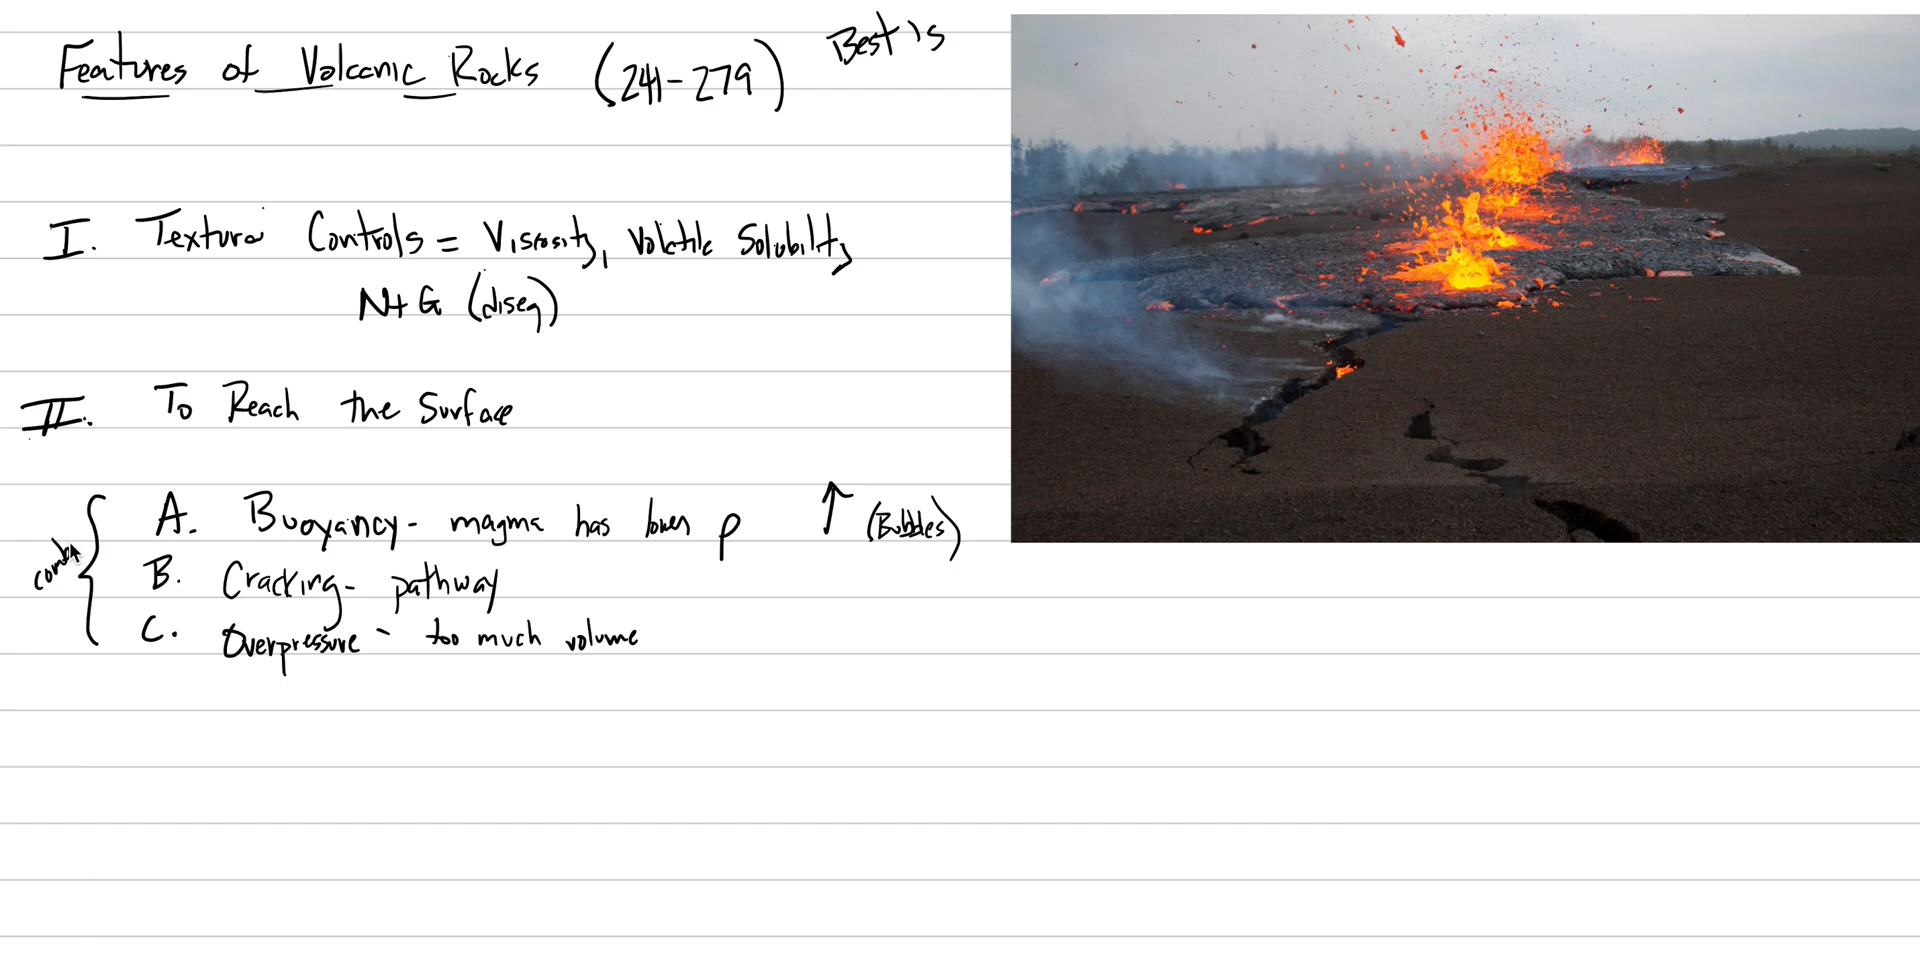 Features of Volcanic Rocks (241-279) Best is
I. Textural Controls = Viscosity, Volatile Solubility
N+G (diseq)
II. To Reach the Surface
A. Buoyancy - magma has lower ρ ↑ (Bubbles)
B. Cracking - pathway
C. Overpressure - too much volume